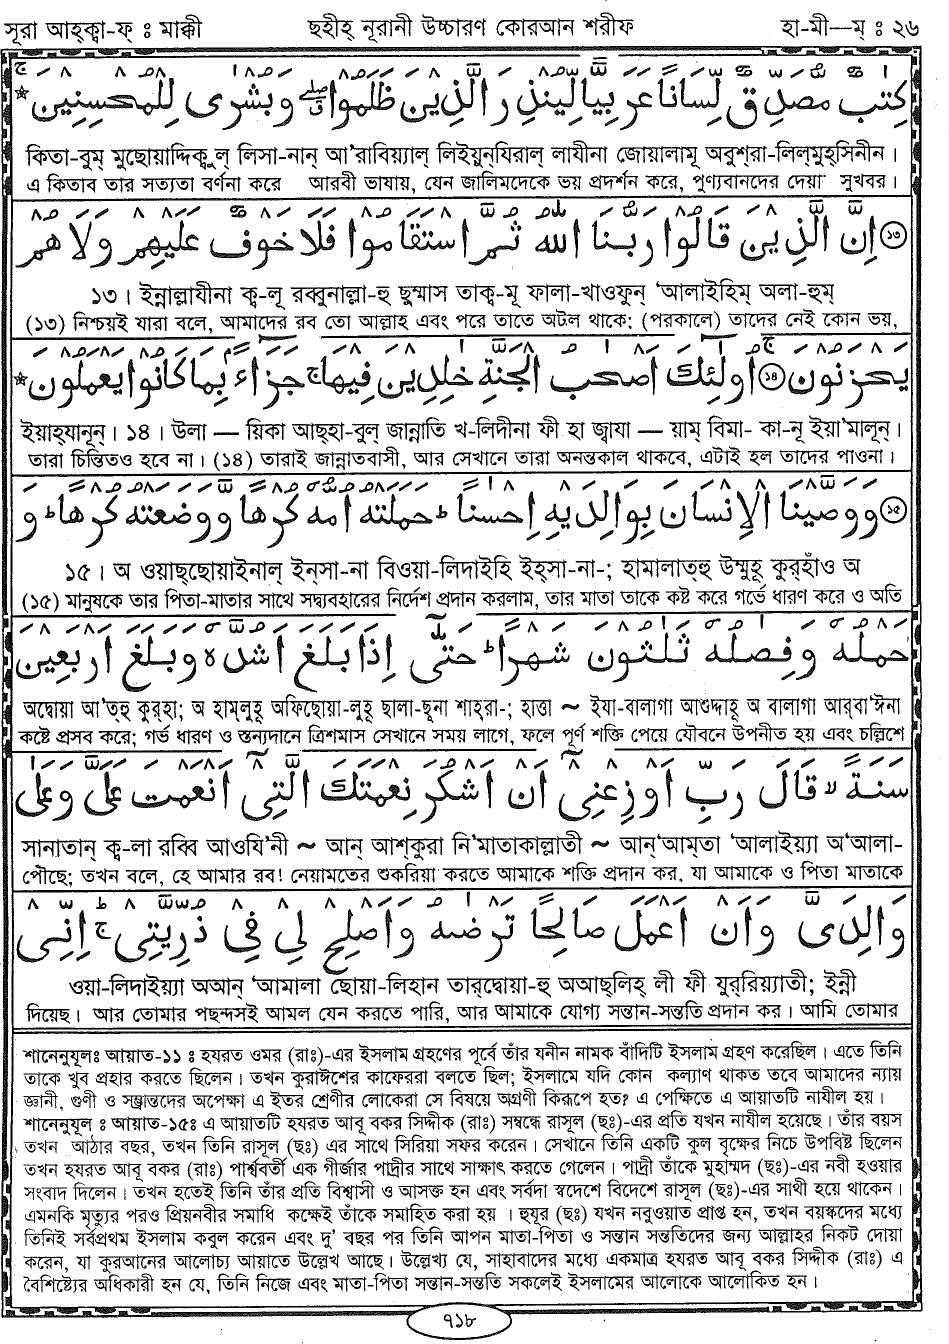 সূরা আহ্‌ক্বা-ফ্ ঃ মাক্কী ছহীহ্ নূরানী উচ্চারণ কোরআন শরীফ হা-মী—ম্ ঃ ২৬
كِتٰبٌ مُّصَدِّقٌ لِّسَانًا عَرَبِيًّا لِّيُنْذِرَ الَّذِيْنَ ظَلَمُوْا ۖق وَبُشْرٰى لِلْمُحْسِنِيْنَ ۚ
কিতা-বুম্ মুছোয়াদ্দিক্বুল্ লিসা-নান্ আ'রাবিয়্যাল্ লিইয়ুন্‌যিরাল্ লাযীনা জোয়ালামূ অবুশ্‌রা-লিল্‌মুহ্‌সিনীন।
এ কিতাব তার সত্যতা বর্ণনা করে আরবী ভাষায়, যেন জালিমদেকে ভয় প্রদর্শন করে, পুণ্যবানদের দেয়া সুখবর।
⑬ اِنَّ الَّذِيْنَ قَالُوْا رَبُّنَا اللّٰهُ ثُمَّ اسْتَقَامُوْا فَلَا خَوْفٌ عَلَيْهِمْ وَلَا هُمْ
১৩। ইন্নাল্লাযীনা ক্ব-লূ রব্বুনাল্লা-হু ছুম্মাস তাক্ব-মূ ফালা-খাওফুন্ 'আলাইহিম্ অলা-হুম্
(১৩) নিশ্চয়ই যারা বলে, আমাদের রব তো আল্লাহ এবং পরে তাতে অটল থাকে; (পরকালে) তাদের নেই কোন ভয়,
يَحْزَنُوْنَ ۚ ⑭ اُولٰٓئِكَ اَصْحٰبُ الْجَنَّةِ خٰلِدِيْنَ فِيْهَا ۚ جَزَآءً بِمَا كَانُوْا يَعْمَلُوْنَ
ইয়াহ্‌যানূন্। ১৪। উলা — য়িকা আছ্‌হা-বুল্ জান্নাতি খ-লিদীনা ফী হা জ্বাযা — য়াম্ বিমা- কা-নূ ইয়া'মালূন্।
তারা চিন্তিতও হবে না। (১৪) তারাই জান্নাতবাসী, আর সেখানে তারা অনন্তকাল থাকবে, এটাই হল তাদের পাওনা।
⑮ وَوَصَّيْنَا الْاِنْسَانَ بِوَالِدَيْهِ اِحْسٰنًا ؕ حَمَلَتْهُ اُمُّهٗ كُرْهًا وَّوَضَعَتْهُ كُرْهًا ؕ وَ
১৫। অ ওয়াছ্‌ছোয়াইনাল্ ইন্‌সা-না বিওয়া-লিদাইহি ইহ্‌সা-না-; হামালাত্‌হু উম্মুহূ কুর্‌হাঁও অ
(১৫) মানুষকে তার পিতা-মাতার সাথে সদ্ব্যবহারের নির্দেশ প্রদান করলাম, তার মাতা তাকে কষ্ট করে গর্ভে ধারণ করে ও অতি
حَمْلُهٗ وَفِصٰلُهٗ ثَلٰثُوْنَ شَهْرًا ؕ حَتّٰٓى اِذَا بَلَغَ اَشُدَّهٗ وَبَلَغَ اَرْبَعِيْنَ
অদ্বোয়া আ'ত্‌হু কুর্‌হা; অ হাম্‌লুহূ অফিছোয়া-লুহূ ছালা-ছূনা শাহ্‌রা-; হাত্তা ~ ইযা-বালাগা আশুদ্দাহূ অ বালাগা আর্‌বা'ঈনা
কষ্টে প্রসব করে; গর্ভ ধারণ ও স্তন্যদানে ত্রিশমাস সেখানে সময় লাগে, ফলে পূর্ণ শক্তি পেয়ে যৌবনে উপনীত হয় এবং চল্লিশে
سَنَةً ۙ قَالَ رَبِّ اَوْزِعْنِىْٓ اَنْ اَشْكُرَ نِعْمَتَكَ الَّتِىْٓ اَنْعَمْتَ عَلَىَّ وَعَلٰى
সানাতান্ ক্ব-লা রব্বি আওযি'নী ~ আন্ আশ্‌কুরা নি'মাতাকাল্লাতী ~ আন্'আম্‌তা 'আলাইয়্যা অ'আলা-
পৌঁছে; তখন বলে, হে আমার রব! নেয়ামতের শুকরিয়া করতে আমাকে শক্তি প্রদান কর, যা আমাকে ও পিতা মাতাকে
وَالِدَىَّ وَاَنْ اَعْمَلَ صَالِحًا تَرْضٰىهُ وَاَصْلِحْ لِىْ فِىْ ذُرِّيَّتِىْ ۚؕ اِنِّىْ
ওয়া-লিদাইয়্যা অআন্ 'আমালা ছোয়া-লিহান তার্‌দ্বোয়া-হু অআছ্‌লিহ্ লী ফী যুর্‌রিয়্যাতী; ইন্নী
দিয়েছ। আর তোমার পছন্দসই আমল যেন করতে পারি, আর আমাকে যোগ্য সন্তান-সন্ততি প্রদান কর। আমি তোমার
শানেনুযূলঃ আয়াত-১১ ঃ হযরত ওমর (রাঃ)-এর ইসলাম গ্রহণের পূর্বে তাঁর যনীন নামক বাঁদিটি ইসলাম গ্রহণ করেছিল। এতে তিনি
তাকে খুব প্রহার করতে ছিলেন। তখন কুরাঈশের কাফেররা বলতে ছিল; ইসলামে যদি কোন কল্যাণ থাকত তবে আমাদের ন্যায়
জ্ঞানী, গুণী ও সম্ভ্রান্তদের অপেক্ষা এ ইতর শ্রেণীর লোকেরা সে বিষয়ে অগ্রণী কিরূপে হত? এ পেক্ষিতে এ আয়াতটি নাযীল হয়।
শানেনুযূল ঃ আয়াত-১৫ঃ এ আয়াতটি হযরত আবূ বকর সিদ্দীক (রাঃ) সম্বন্ধে রাসূল (ছঃ)-এর প্রতি যখন নাযীল হয়েছে। তাঁর বয়স
তখন আঠার বছর, তখন তিনি রাসূল (ছঃ) এর সাথে সিরিয়া সফর করেন। সেখানে তিনি একটি কুল বৃক্ষের নিচে উপবিষ্ট ছিলেন
তখন হযরত আবূ বকর (রাঃ) পার্শ্ববর্তী এক গীর্জার পাদ্রীর সাথে সাক্ষাৎ করতে গেলেন। পাদ্রী তাঁকে মুহাম্মদ (ছঃ)-এর নবী হওয়ার
সংবাদ দিলেন। তখন হতেই তিনি তাঁর প্রতি বিশ্বাসী ও আসক্ত হন এবং সর্বদা স্বদেশে বিদেশে রাসূল (ছঃ)-এর সাথী হয়ে থাকেন।
এমনকি মৃত্যুর পরও প্রিয়নবীর সমাধি কক্ষেই তাঁকে সমাহিত করা হয় । হুযূর (ছঃ) যখন নবুওয়াত প্রাপ্ত হন, তখন বয়স্কদের মধ্যে
তিনিই সর্বপ্রথম ইসলাম কবুল করেন এবং দু' বছর পর তিনি আপন মাতা-পিতা ও সন্তান সন্ততিদের জন্য আল্লাহর নিকট দোয়া
করেন, যা কুরআনের আলোচ্য আয়াতে উল্লেখ আছে। উল্লেখ্য যে, সাহাবাদের মধ্যে একমাত্র হযরত আবূ বকর সিদ্দীক (রাঃ) এ
বৈশিষ্ট্যের অধিকারী হন যে, তিনি নিজে এবং মাতা-পিতা সন্তান-সন্ততি সকলেই ইসলামের আলোকে আলোকিত হন।
৭১৮